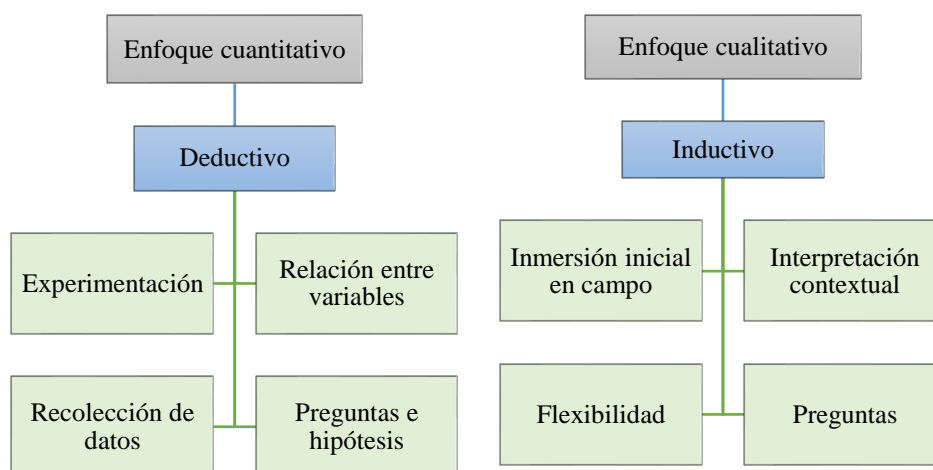 Enfoque cuantitativo
Deductivo
Experimentación
Relación entre
variables
Recolección de
datos
Preguntas e
hipótesis
Enfoque cualitativo
Inductivo
Inmersión inicial
en campo
Interpretación
contextual
Flexibilidad
Preguntas